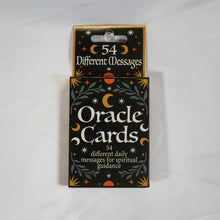 54
Different Messages
Oracle
Cards
54
different daily
messages for spiritual
guidance